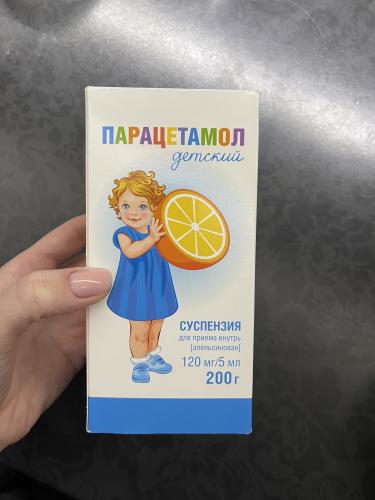 ПАРАЦЕТАМОЛ
детский
СУСПЕНЗИЯ
для приема внутрь
[апельсиновая]
120 мг/5 мл
200 г